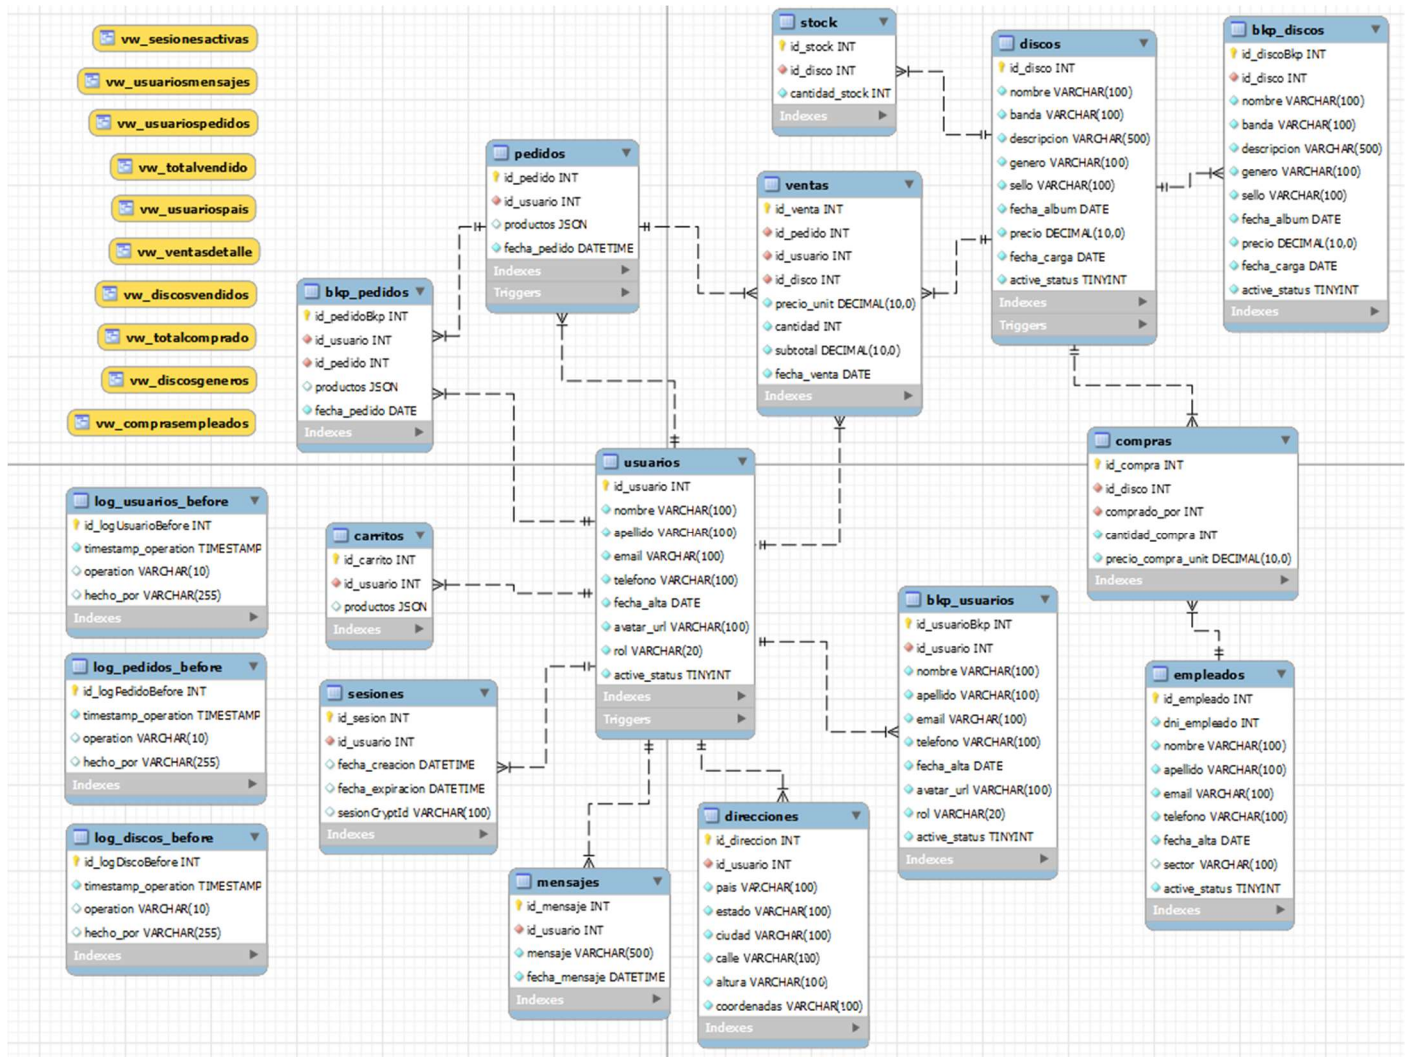 vw_sesionesactivas
vw_usuariosmensajes
vw_usuariospedidos
vw_totalvendido
vw_usuariospais
vw_ventasdetalle
vw_discosvendidos
vw_totalcomprado
vw_discosgeneros
vw_comprasempleados
stock
id_stock INT
id_disco INT
cantidad_stock INT
Indexes
discos
id_disco INT
nombre VARCHAR(100)
banda VARCHAR(100)
descripcion VARCHAR(500)
genero VARCHAR(100)
sello VARCHAR(100)
fecha_album DATE
precio DECIMAL(10,0)
fecha_carga DATE
active_status TINYINT
Indexes
Triggers
bkp_discos
id_discoBkp INT
id_disco INT
nombre VARCHAR(100)
banda VARCHAR(100)
descripcion VARCHAR(500)
genero VARCHAR(100)
sello VARCHAR(100)
fecha_album DATE
precio DECIMAL(10,0)
fecha_carga DATE
active_status TINYINT
Indexes
pedidos
id_pedido INT
id_usuario INT
productos JSON
fecha_pedido DATETIME
Indexes
Triggers
ventas
id_venta INT
id_pedido INT
id_usuario INT
id_disco INT
precio_unit DECIMAL(10,0)
cantidad INT
subtotal DECIMAL(10,0)
fecha_venta DATE
Indexes
bkp_pedidos
id_pedidoBkp INT
id_usuario INT
id_pedido INT
productos JSON
fecha_pedido DATE
Indexes
usuarios
id_usuario INT
nombre VARCHAR(100)
apellido VARCHAR(100)
email VARCHAR(100)
telefono VARCHAR(100)
fecha_alta DATE
avatar_url VARCHAR(100)
rol VARCHAR(20)
active_status TINYINT
Indexes
Triggers
compras
id_compra INT
id_disco INT
comprado_por INT
cantidad_compra INT
precio_compra_unit DECIMAL(10,0)
Indexes
log_usuarios_before
id_logUsuarioBefore INT
timestamp_operation TIMESTAMP
operation VARCHAR(10)
hecho_por VARCHAR(255)
Indexes
carritos
id_carrito INT
id_usuario INT
productos JSON
Indexes
bkp_usuarios
id_usuarioBkp INT
id_usuario INT
nombre VARCHAR(100)
apellido VARCHAR(100)
email VARCHAR(100)
telefono VARCHAR(100)
fecha_alta DATE
avatar_url VARCHAR(100)
rol VARCHAR(20)
active_status TINYINT
Indexes
log_pedidos_before
id_logPedidoBefore INT
timestamp_operation TIMESTAMP
operation VARCHAR(10)
hecho_por VARCHAR(255)
Indexes
sesiones
id_sesion INT
id_usuario INT
fecha_creacion DATETIME
fecha_expiracion DATETIME
sesionCryptId VARCHAR(100)
Indexes
empleados
id_empleado INT
dni_empleado INT
nombre VARCHAR(100)
apellido VARCHAR(100)
email VARCHAR(100)
telefono VARCHAR(100)
fecha_alta DATE
sector VARCHAR(100)
active_status TINYINT
Indexes
log_discos_before
id_logDiscoBefore INT
timestamp_operation TIMESTAMP
operation VARCHAR(10)
hecho_por VARCHAR(255)
Indexes
mensajes
id_mensaje INT
id_usuario INT
mensaje VARCHAR(500)
fecha_mensaje DATETIME
Indexes
direcciones
id_direccion INT
id_usuario INT
pais VARCHAR(100)
estado VARCHAR(100)
ciudad VARCHAR(100)
calle VARCHAR(100)
altura VARCHAR(100)
coordenadas VARCHAR(100)
Indexes